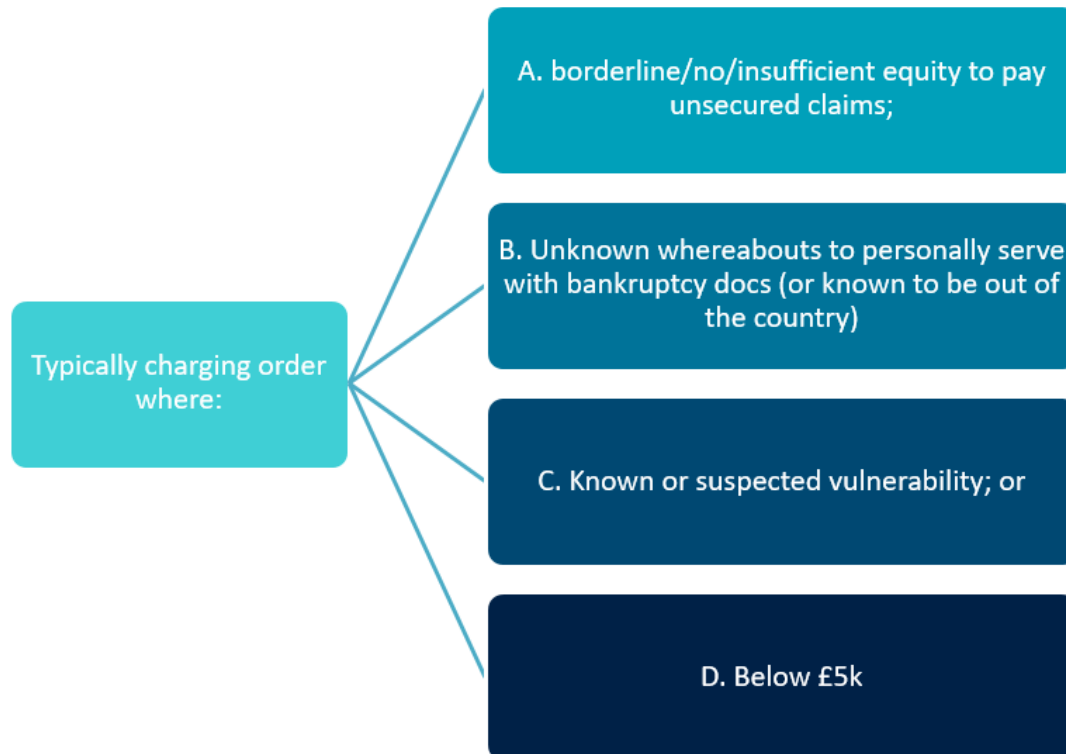 Typically charging order
where:
A. borderline/no/insufficient equity to pay
unsecured claims;
B. Unknown whereabouts to personally serve
with bankruptcy docs (or known to be out of
the country)
C. Known or suspected vulnerability; or
D. Below £5k